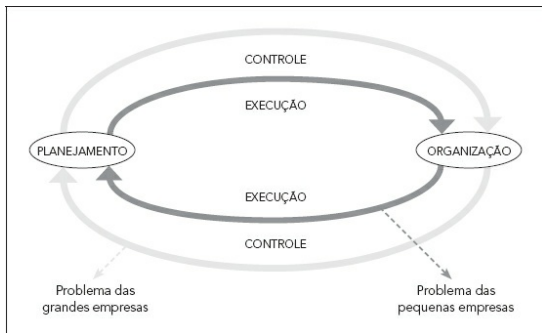 CONTROLE
EXECUÇÃO
PLANEJAMENTO
ORGANIZAÇÃO
EXECUÇÃO
CONTROLE
Problema das
grandes empresas
Problema das
pequenas empresas